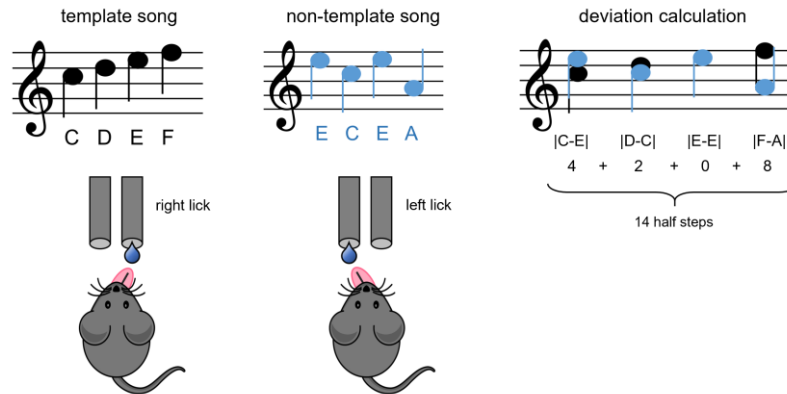 template song
non-template song
deviation calculation
C D E F
E C E A
|C-E| |D-C| |E-E| |F-A|
4 + 2 + 0 + 8
14 half steps
right lick
left lick